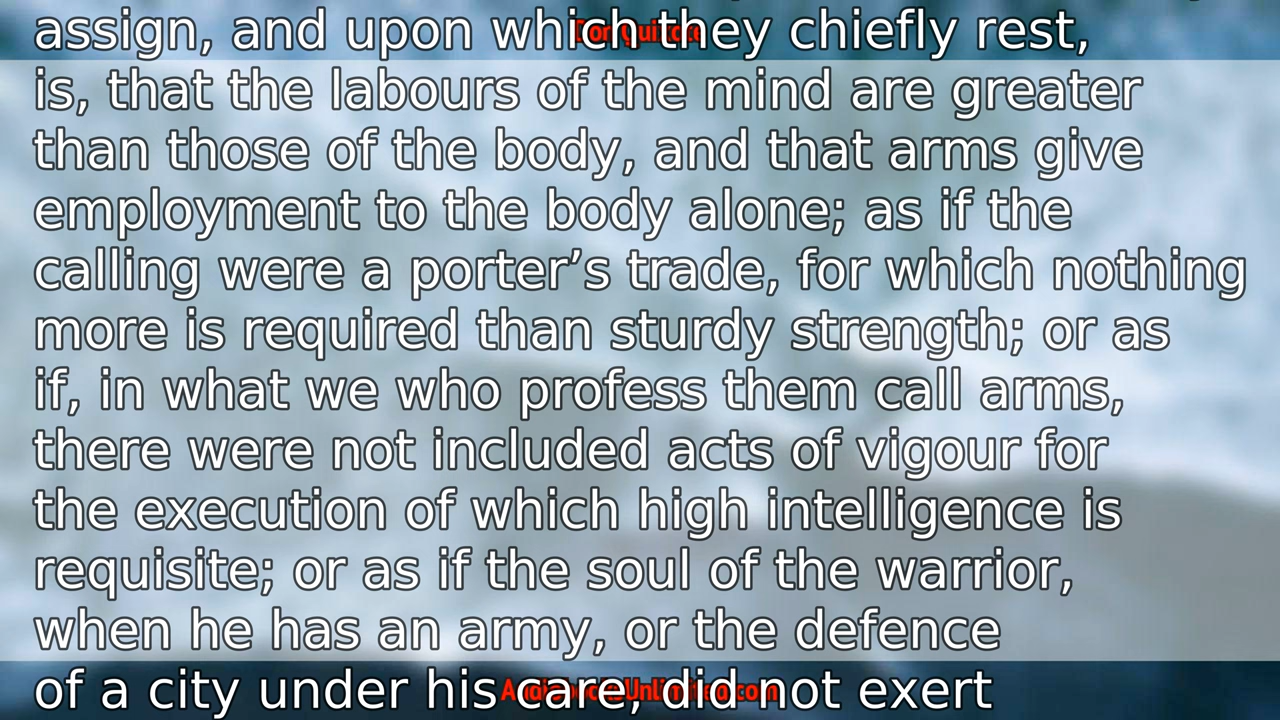 assign, and upon which they chiefly rest,
is, that the labours of the mind are greater
than those of the body, and that arms give
employment to the body alone; as if the
calling were a porter’s trade, for which nothing
more is required than sturdy strength; or as
if, in what we who profess them call arms,
there were not included acts of vigour for
the execution of which high intelligence is
requisite; or as if the soul of the warrior,
when he has an army, or the defence
of a city under his care, did not exert